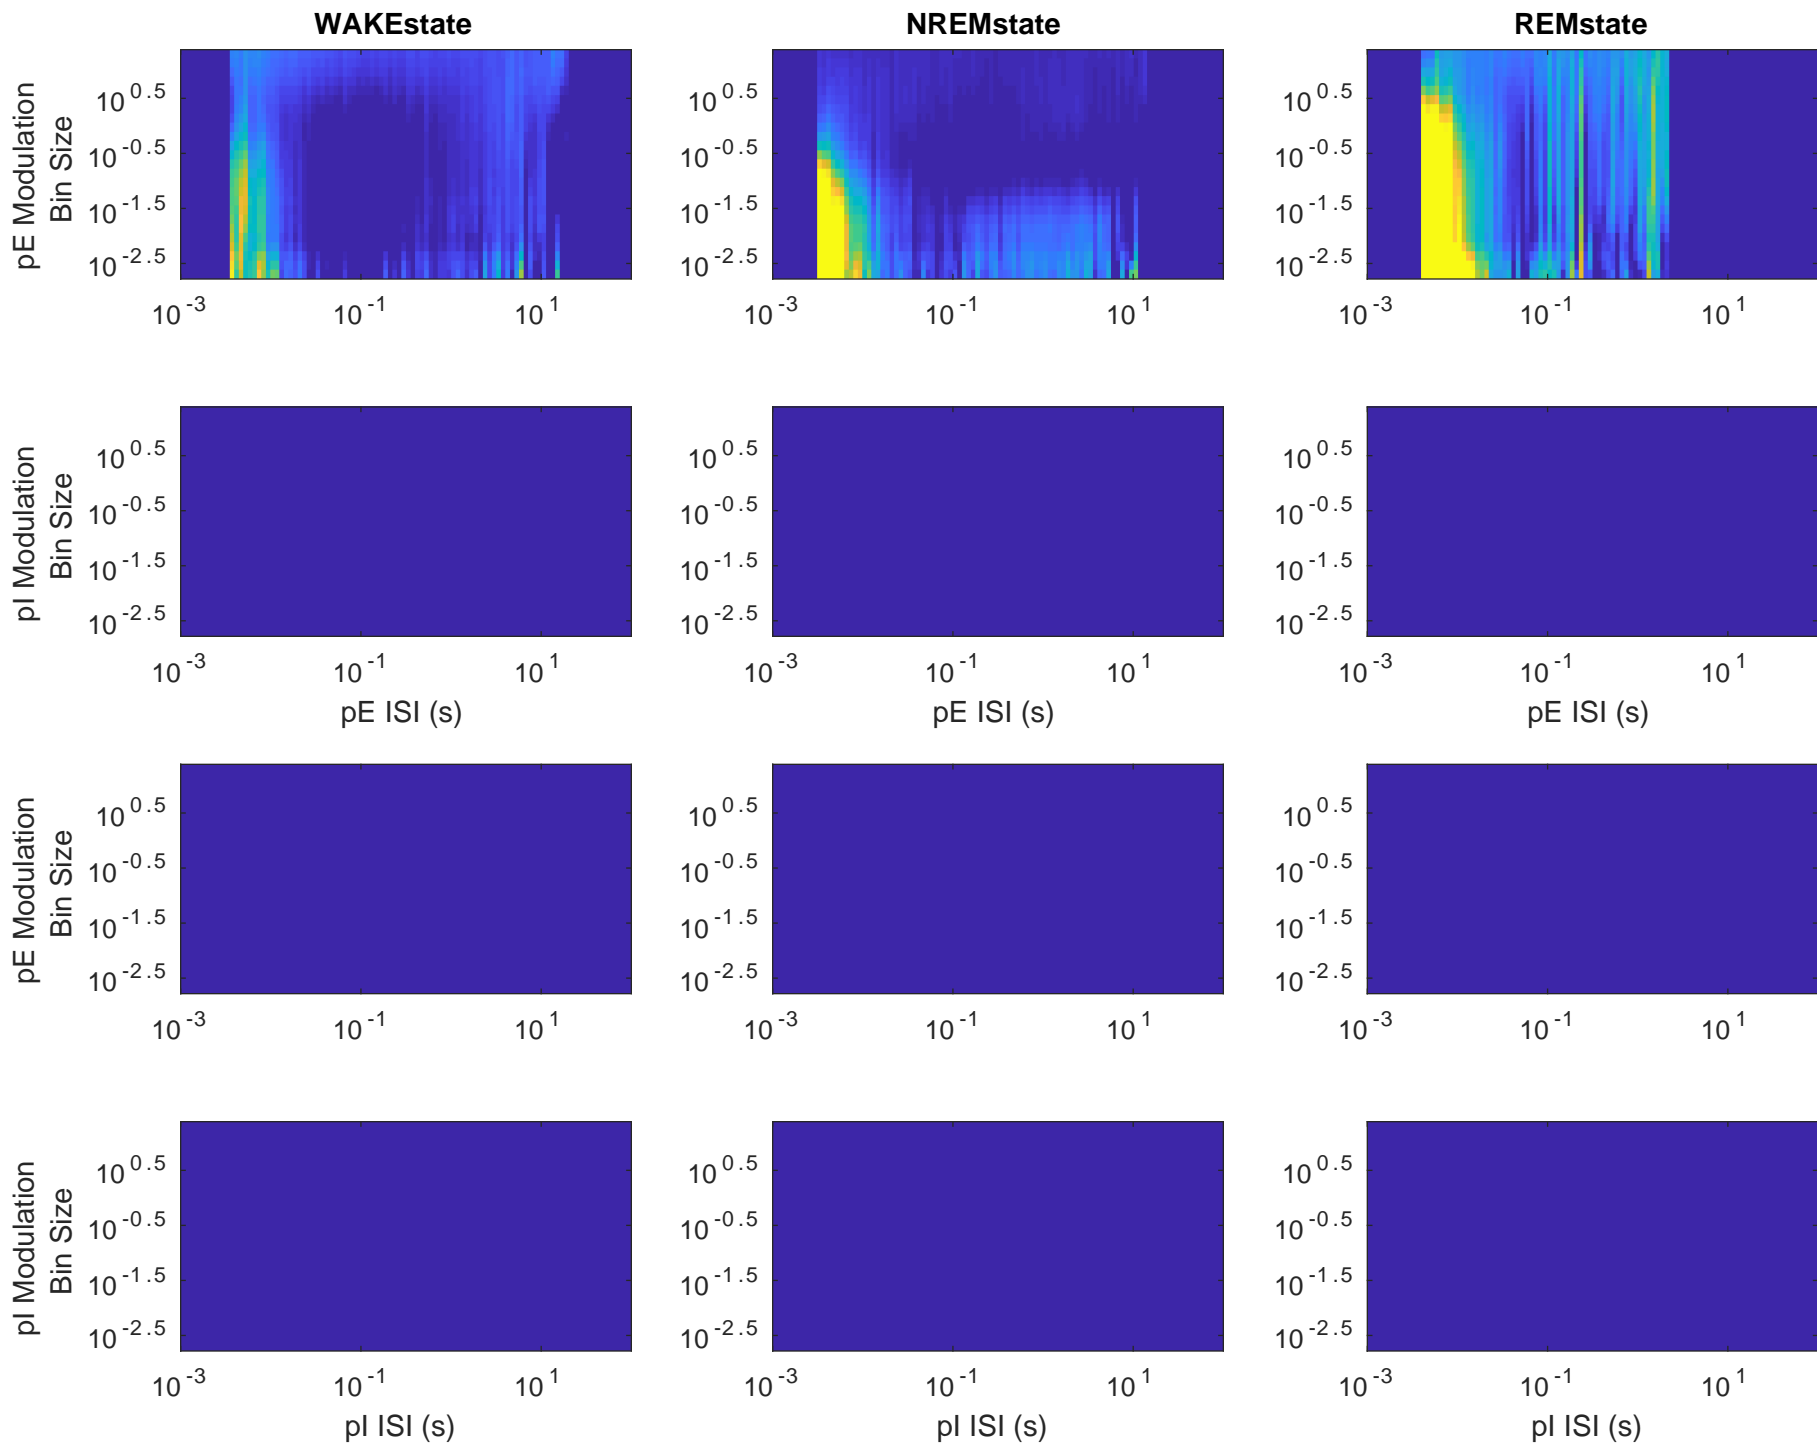 WAKEstate NREMstate REMstate
pE Modulation
Bin Size
10^0.5 10^-0.5 10^-1.5 10^-2.5
10^0.5 10^-0.5 10^-1.5 10^-2.5
10^0.5 10^-0.5 10^-1.5 10^-2.5
10^-3 10^-1 10^1 10^-3 10^-1 10^1 10^-3 10^-1 10^1
pI Modulation
Bin Size
10^0.5 10^-0.5 10^-1.5 10^-2.5
10^0.5 10^-0.5 10^-1.5 10^-2.5
10^0.5 10^-0.5 10^-1.5 10^-2.5
10^-3 10^-1 10^1 10^-3 10^-1 10^1 10^-3 10^-1 10^1
pE ISI (s) pE ISI (s) pE ISI (s)
pE Modulation
Bin Size
10^0.5 10^-0.5 10^-1.5 10^-2.5
10^0.5 10^-0.5 10^-1.5 10^-2.5
10^0.5 10^-0.5 10^-1.5 10^-2.5
10^-3 10^-1 10^1 10^-3 10^-1 10^1 10^-3 10^-1 10^1
pI Modulation
Bin Size
10^0.5 10^-0.5 10^-1.5 10^-2.5
10^0.5 10^-0.5 10^-1.5 10^-2.5
10^0.5 10^-0.5 10^-1.5 10^-2.5
10^-3 10^-1 10^1 10^-3 10^-1 10^1 10^-3 10^-1 10^1
pI ISI (s) pI ISI (s) pI ISI (s)